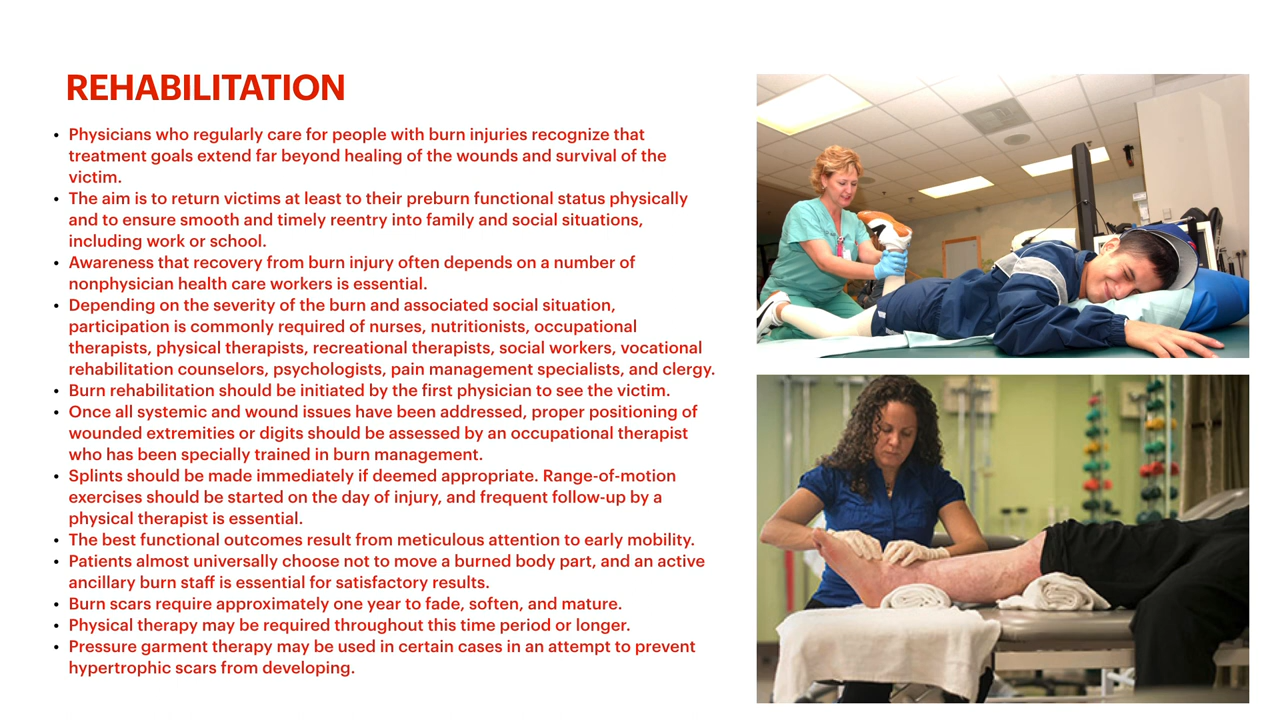 REHABILITATION
• Physicians who regularly care for people with burn injuries recognize that
treatment goals extend far beyond healing of the wounds and survival of the
victim.
• The aim is to return victims at least to their preburn functional status physically
and to ensure smooth and timely reentry into family and social situations,
including work or school.
• Awareness that recovery from burn injury often depends on a number of
nonphysician health care workers is essential.
• Depending on the severity of the burn and associated social situation,
participation is commonly required of nurses, nutritionists, occupational
therapists, physical therapists, recreational therapists, social workers, vocational
rehabilitation counselors, psychologists, pain management specialists, and clergy.
• Burn rehabilitation should be initiated by the first physician to see the victim.
• Once all systemic and wound issues have been addressed, proper positioning of
wounded extremities or digits should be assessed by an occupational therapist
who has been specially trained in burn management.
• Splints should be made immediately if deemed appropriate. Range-of-motion
exercises should be started on the day of injury, and frequent follow-up by a
physical therapist is essential.
• The best functional outcomes result from meticulous attention to early mobility.
• Patients almost universally choose not to move a burned body part, and an active
ancillary burn staff is essential for satisfactory results.
• Burn scars require approximately one year to fade, soften, and mature.
• Physical therapy may be required throughout this time period or longer.
• Pressure garment therapy may be used in certain cases in an attempt to prevent
hypertrophic scars from developing.